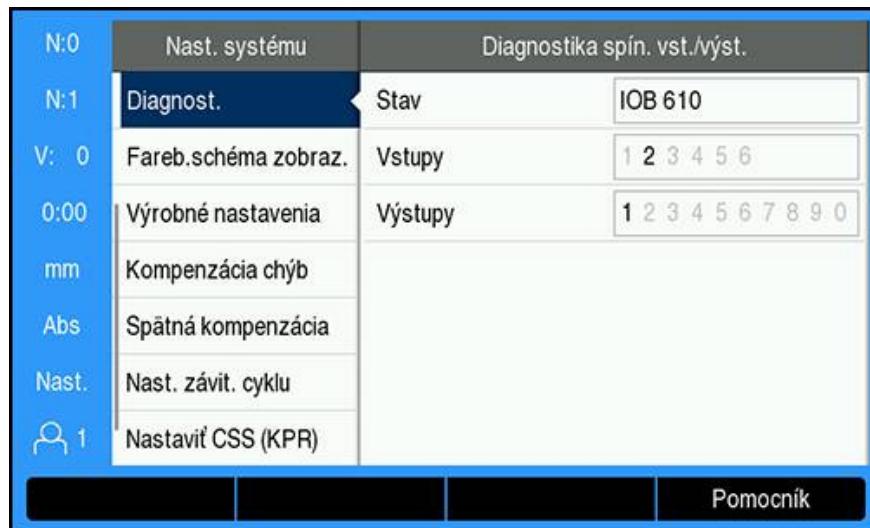 N:0
Nast. systému
Diagnostika spín. vst./výst.
N:1
Diagnost.
Stav
IOB 610
V: 0
Fareb.schéma zobraz.
Vstupy
1 2 3 4 5 6
0:00
Výrobné nastavenia
Výstupy
1 2 3 4 5 6 7 8 9 0
mm
Kompenzácia chýb
Abs
Spätná kompenzácia
Nast.
Nast. závit. cyklu
1
Nastaviť CSS (KPR)
Pomocník